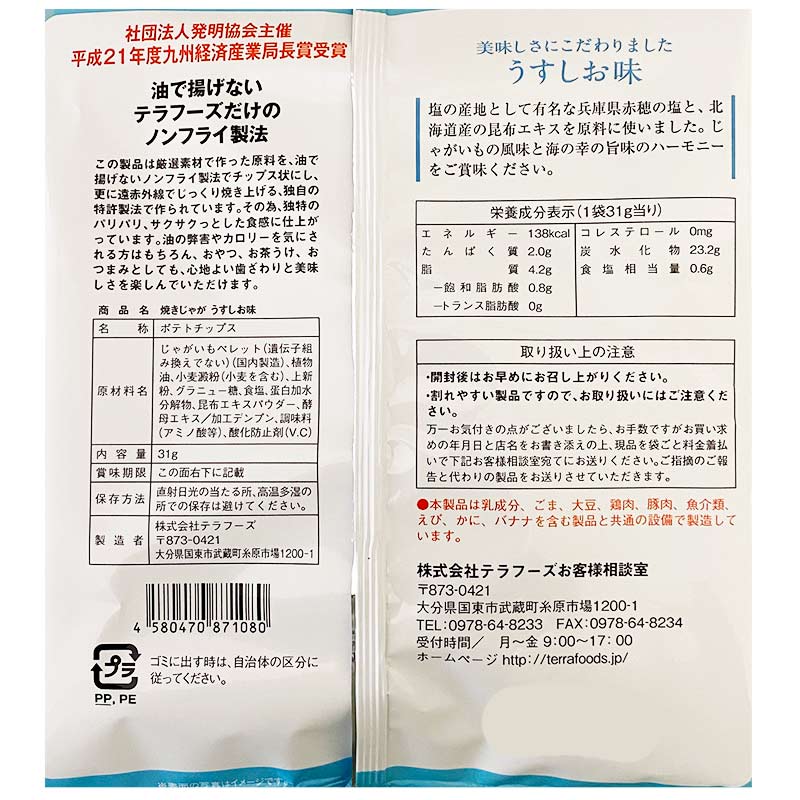 社団法人発明協会主催
平成21年度九州経済産業局長賞受賞
油で揚げない
テラフーズだけの
ノンフライ製法
この製品は厳選素材で作った原料を、油で
揚げないノンフライ製法でチップス状にし、
更に遠赤外線でじっくり焼き上げる、独自の
特許製法で作られています。その為、独特の
パリパリ、サクサクっとした食感に仕上が
っています。油の弊害やカロリーを気にさ
れる方はもちろん、おやつ、お茶うけ、お
つまみとしても、心地よい歯ざわりと美味
しさを楽しんでいただけます。
商品名 焼きじゃが うすしお味
名称 ポテトチップス
原材料名 じゃがいもペレット(遺伝子組
み換えでない)(国内製造)、植物
油、小麦澱粉(小麦を含む)、上新
粉、グラニュー糖、食塩、蛋白加水
分解物、昆布エキスパウダー、酵
母エキス/加工デンプン、調味料
(アミノ酸等)、酸化防止剤(V.C)
内容量 31g
賞味期限 この面右下に記載
保存方法 直射日光の当たる所、高温多湿の
所での保存は避けてください。
製造者 株式会社テラフーズ
〒873-0421
大分県国東市武蔵町糸原市場1200-1
4 580470 871080
プラ
PP, PE
ゴミに出す時は、自治体の区分に
従ってください。
美味しさにこだわりました
うすしお味
塩の産地として有名な兵庫県赤穂の塩と、北
海道産の昆布エキスを原料に使いました。じ
ゃがいもの風味と海の幸の旨味のハーモニー
をご賞味ください。
栄養成分表示(1袋31g当り)
エネルギー 138kcal コレステロール 0mg
たんぱく質 2.0g 炭水化物 23.2g
脂質 4.2g 食塩相当量 0.6g
−飽和脂肪酸 0.8g
−トランス脂肪酸 0g
取り扱い上の注意
・開封後はお早めにお召し上がりください。
・割れやすい製品ですので、お取り扱いにはご注意くだ
さい。
万一お気付きの点がございましたら、お手数ですがお買い求
めの年月日と店名をお書き添えの上、現品を袋ごと料金着払
いで下記お客様相談室宛てにお送りください。ご指摘のご報
告と代わりの製品をお送りさせていただきます。
●本製品は乳成分、ごま、大豆、鶏肉、豚肉、魚介類、
えび、かに、バナナを含む製品と共通の設備で製造して
います。
株式会社テラフーズお客様相談室
〒873-0421
大分県国東市武蔵町糸原市場1200-1
TEL:0978-64-8233 FAX:0978-64-8234
受付時間/ 月〜金 9:00〜17:00
ホームページ http://terrafoods.jp/